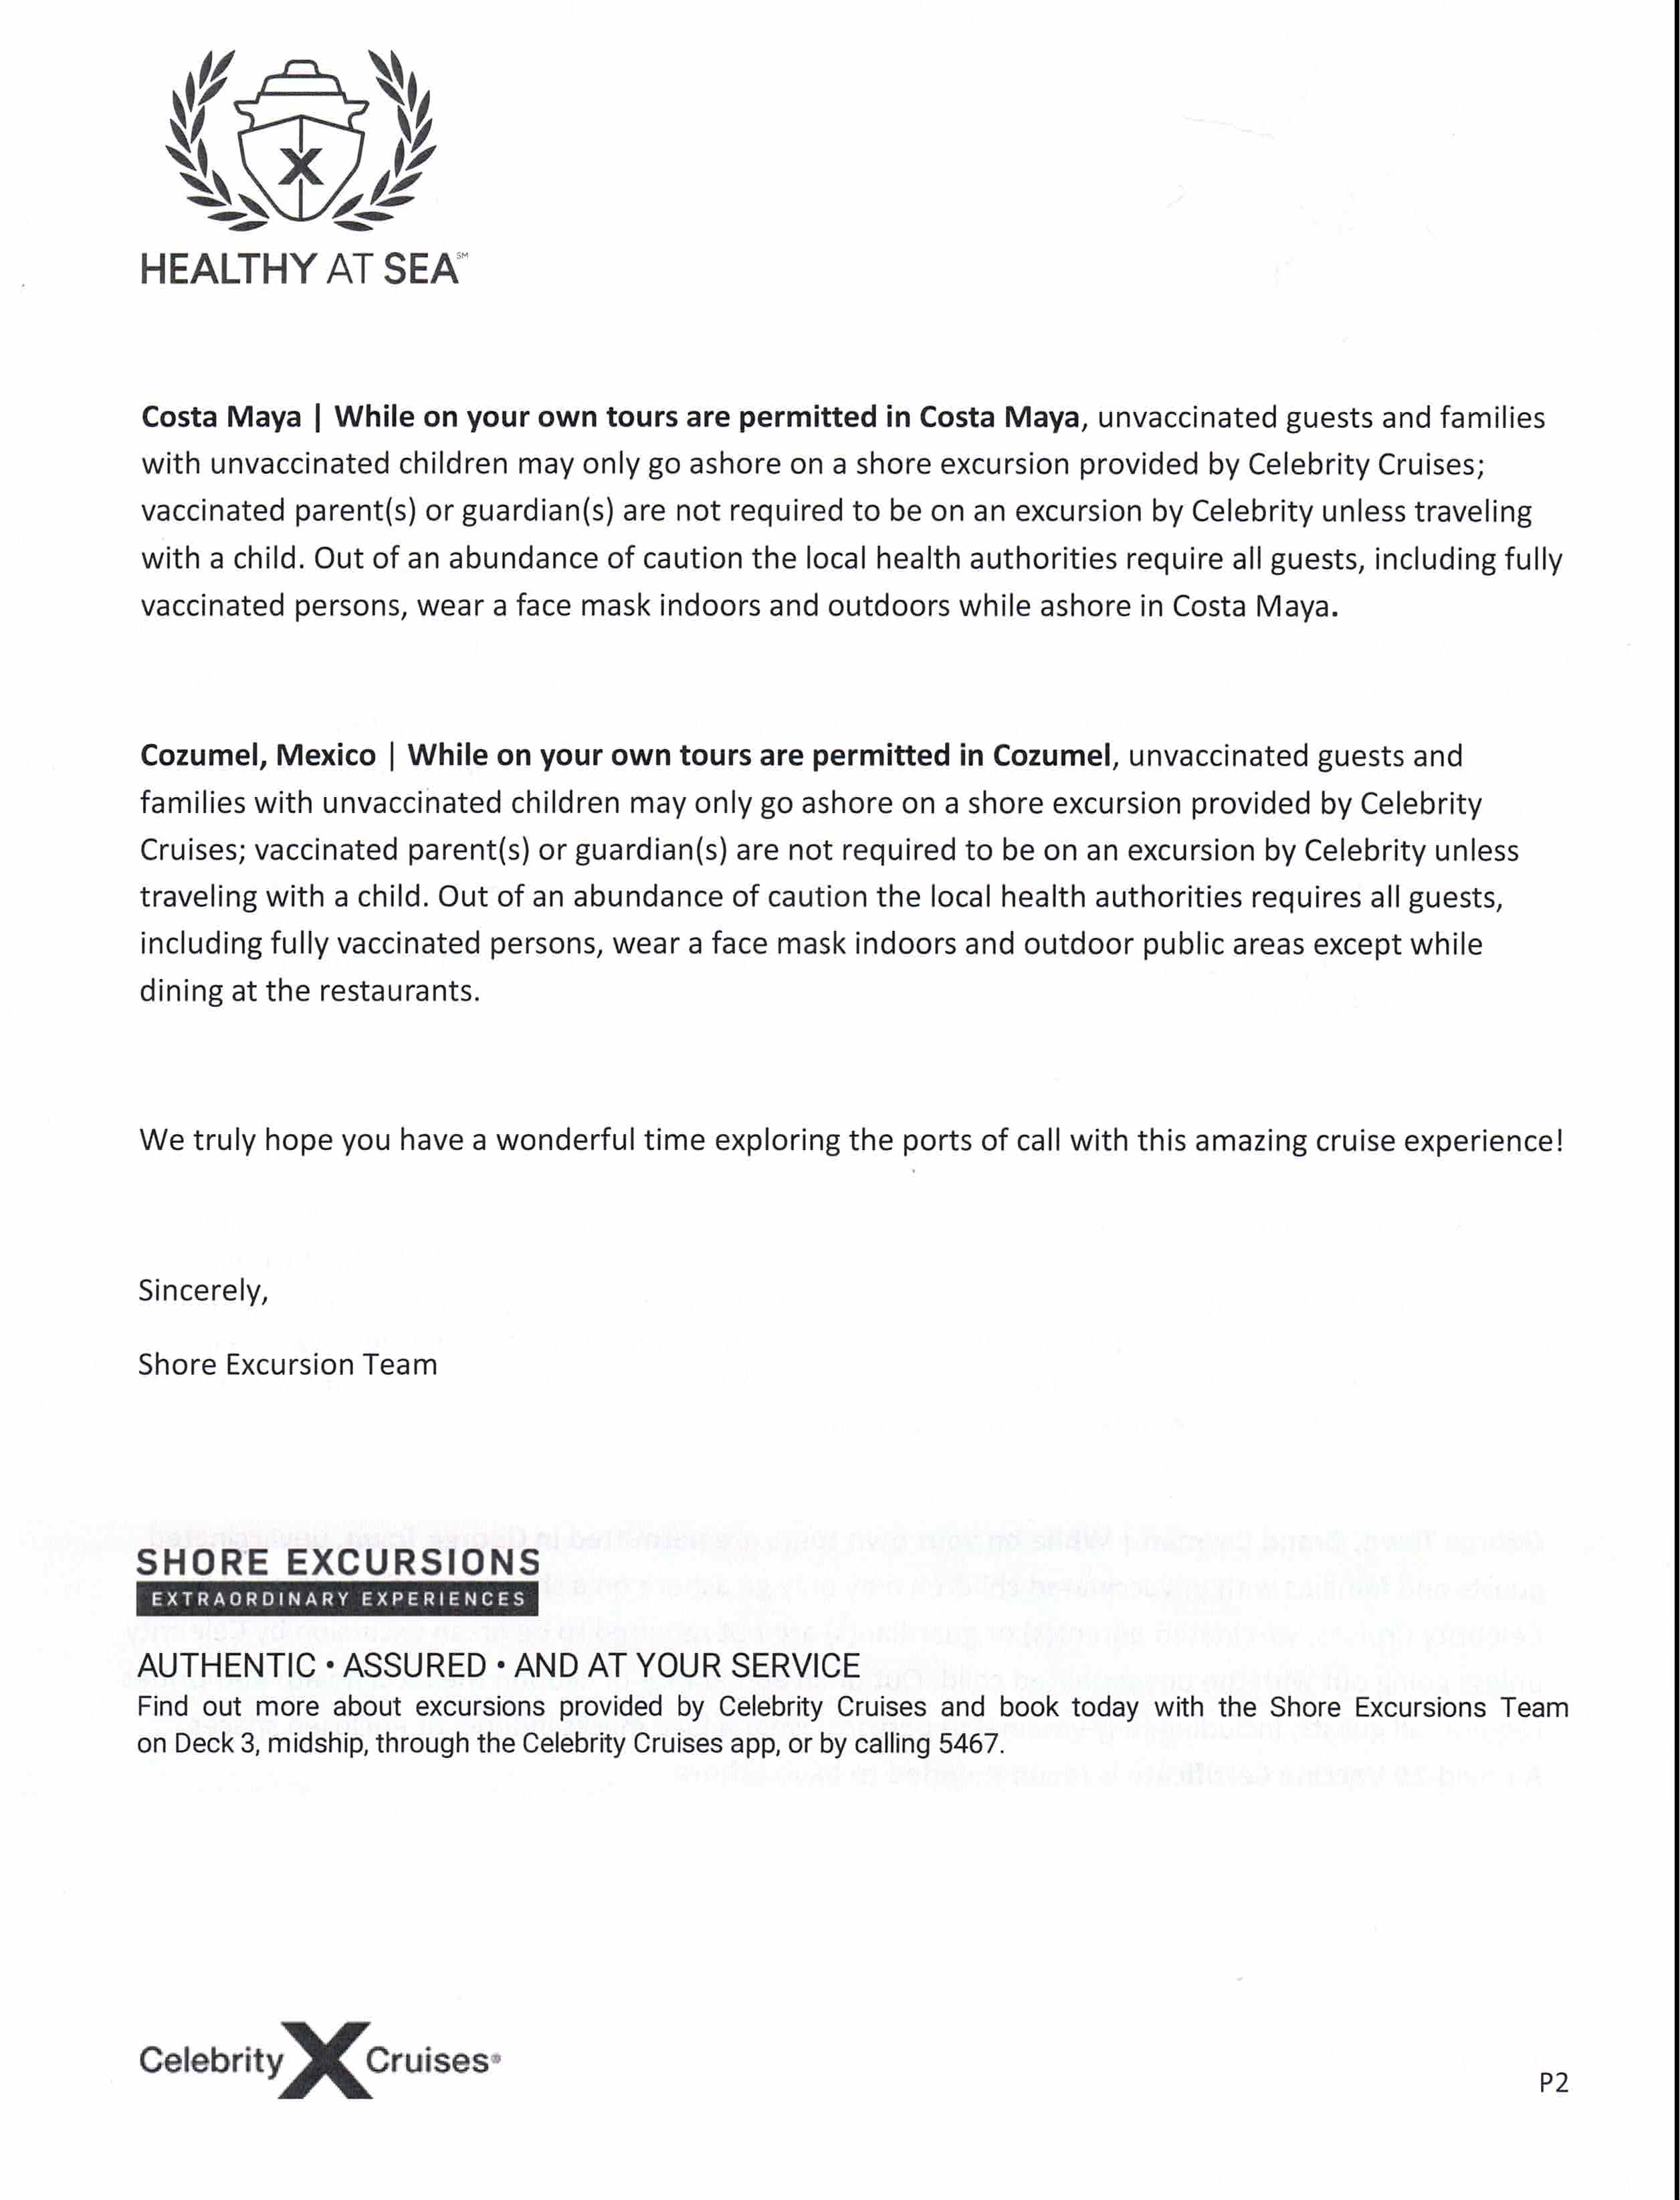 X
HEALTHY AT SEA℠
Costa Maya | While on your own tours are permitted in Costa Maya, unvaccinated guests and families
with unvaccinated children may only go ashore on a shore excursion provided by Celebrity Cruises;
vaccinated parent(s) or guardian(s) are not required to be on an excursion by Celebrity unless traveling
with a child. Out of an abundance of caution the local health authorities require all guests, including fully
vaccinated persons, wear a face mask indoors and outdoors while ashore in Costa Maya.
Cozumel, Mexico | While on your own tours are permitted in Cozumel, unvaccinated guests and
families with unvaccinated children may only go ashore on a shore excursion provided by Celebrity
Cruises; vaccinated parent(s) or guardian(s) are not required to be on an excursion by Celebrity unless
traveling with a child. Out of an abundance of caution the local health authorities requires all guests,
including fully vaccinated persons, wear a face mask indoors and outdoor public areas except while
dining at the restaurants.
We truly hope you have a wonderful time exploring the ports of call with this amazing cruise experience!
Sincerely,
Shore Excursion Team
SHORE EXCURSIONS
EXTRAORDINARY EXPERIENCES
AUTHENTIC • ASSURED • AND AT YOUR SERVICE
Find out more about excursions provided by Celebrity Cruises and book today with the Shore Excursions Team
on Deck 3, midship, through the Celebrity Cruises app, or by calling 5467.
Celebrity X Cruises®
P2